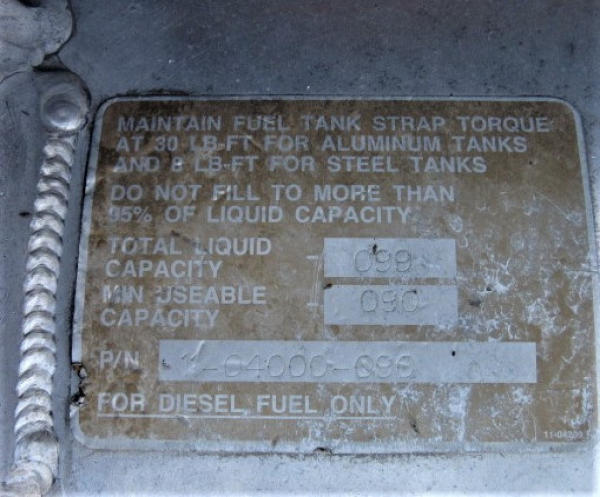 MAINTAIN FUEL TANK STRAP TORQUE
AT 30 LB-FT FOR ALUMINUM TANKS
AND 8 LB-FT FOR STEEL TANKS
DO NOT FILL TO MORE THAN
95% OF LIQUID CAPACITY
TOTAL LIQUID
CAPACITY - 099
MIN USEABLE
CAPACITY - 090
P/N
FOR DIESEL FUEL ONLY